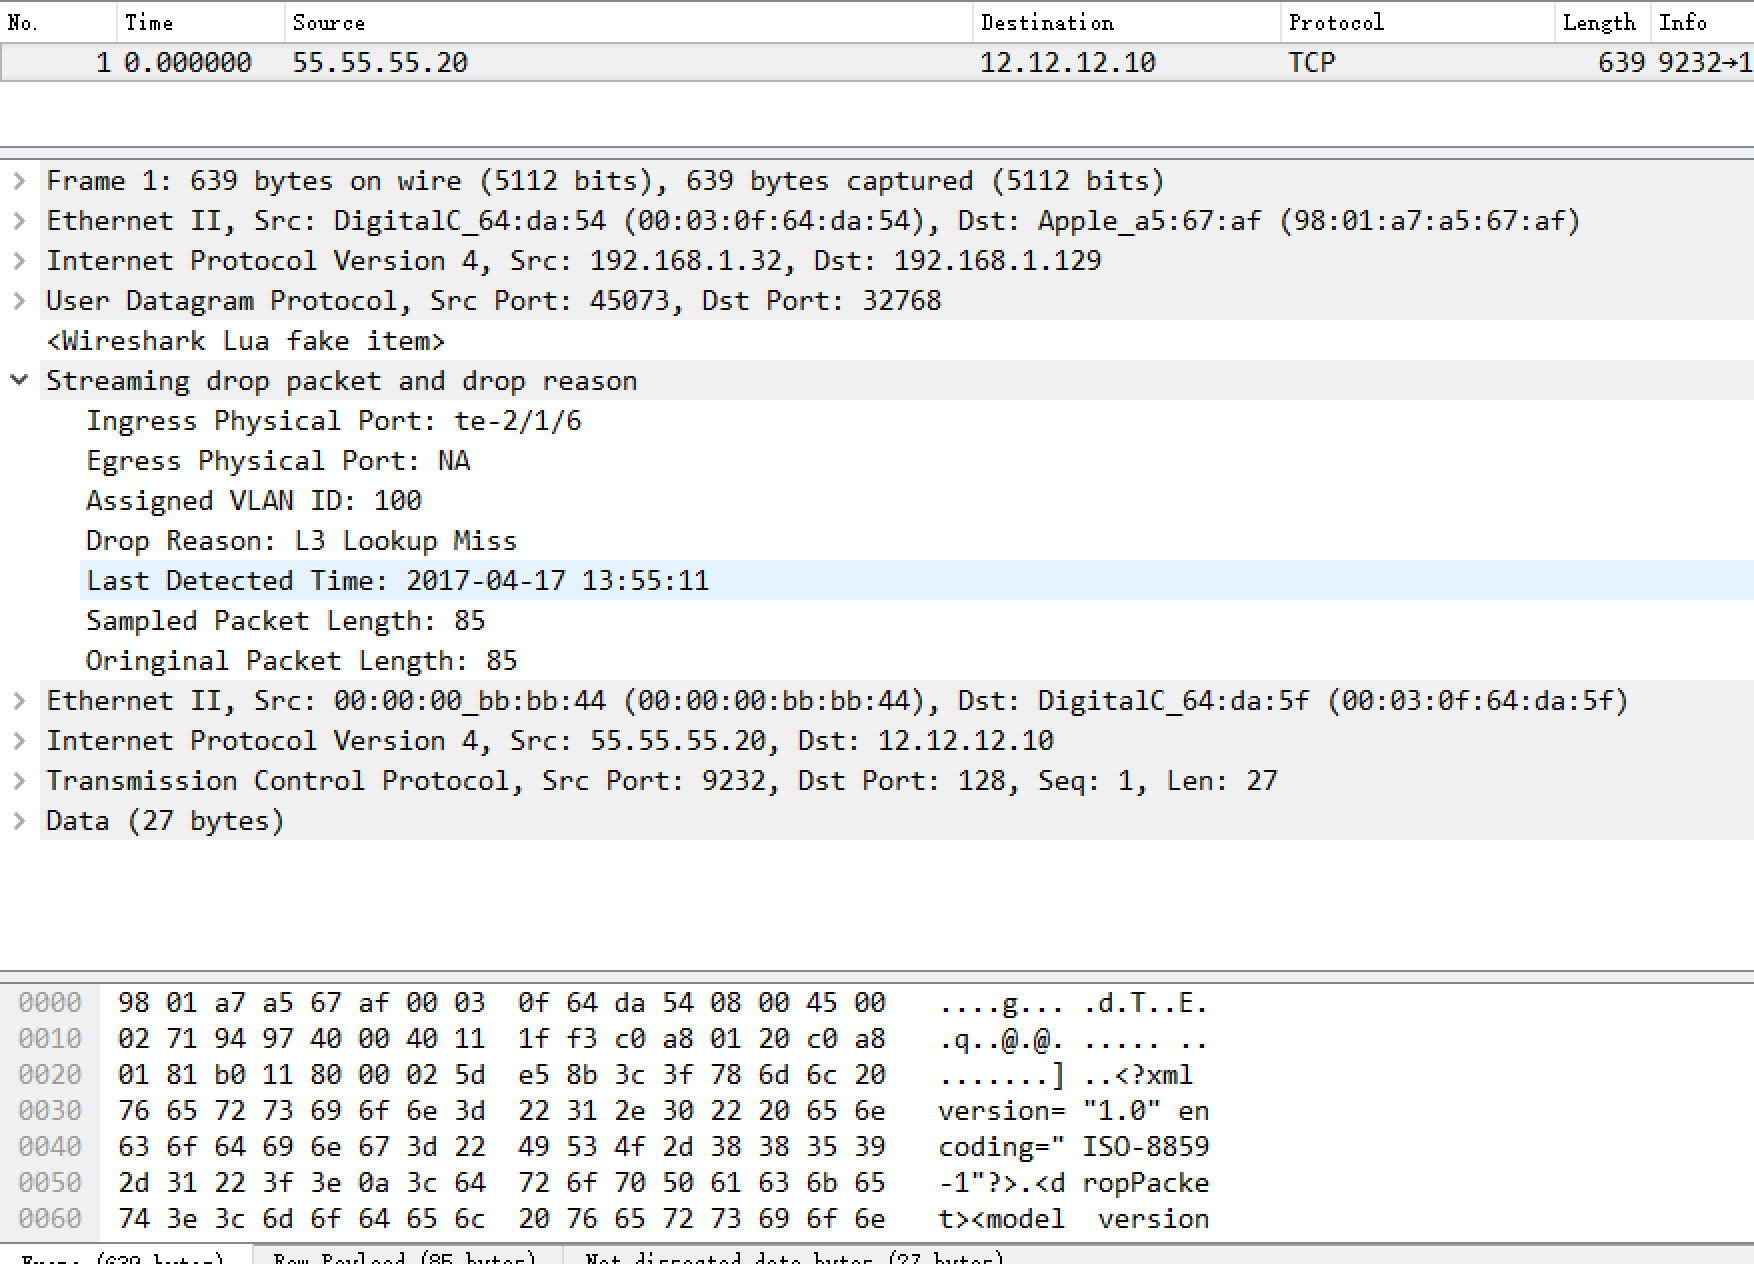 No. Time Source Destination Protocol Length Info
1 0.000000 55.55.55.20 12.12.12.10 TCP 639 9232→1
Frame 1: 639 bytes on wire (5112 bits), 639 bytes captured (5112 bits)
Ethernet II, Src: DigitalC_64:da:54 (00:03:0f:64:da:54), Dst: Apple_a5:67:af (98:01:a7:a5:67:af)
Internet Protocol Version 4, Src: 192.168.1.32, Dst: 192.168.1.129
User Datagram Protocol, Src Port: 45073, Dst Port: 32768
<Wireshark Lua fake item>
Streaming drop packet and drop reason
Ingress Physical Port: te-2/1/6
Egress Physical Port: NA
Assigned VLAN ID: 100
Drop Reason: L3 Lookup Miss
Last Detected Time: 2017-04-17 13:55:11
Sampled Packet Length: 85
Oringinal Packet Length: 85
Ethernet II, Src: 00:00:00_bb:bb:44 (00:00:00:bb:bb:44), Dst: DigitalC_64:da:5f (00:03:0f:64:da:5f)
Internet Protocol Version 4, Src: 55.55.55.20, Dst: 12.12.12.10
Transmission Control Protocol, Src Port: 9232, Dst Port: 128, Seq: 1, Len: 27
Data (27 bytes)
0000 98 01 a7 a5 67 af 00 03 0f 64 da 54 08 00 45 00 ....g... .d.T..E.
0010 02 71 94 97 40 00 40 11 1f f3 c0 a8 01 20 c0 a8 .q..@.@. ..... ..
0020 01 81 b0 11 80 00 02 5d e5 8b 3c 3f 78 6d 6c 20 .......] ..<?xml
0030 76 65 72 73 69 6f 6e 3d 22 31 2e 30 22 20 65 6e version= "1.0" en
0040 63 6f 64 69 6e 67 3d 22 49 53 4f 2d 38 38 35 39 coding=" ISO-8859
0050 2d 31 22 3f 3e 0a 3c 64 72 6f 70 50 61 63 6b 65 -1"?>.<d ropPacke
0060 74 3e 3c 6d 6f 64 65 6c 20 76 65 72 73 69 6f 6e t><model version
Frame (639 bytes) Raw Payload (85 bytes) Not dissected data bytes (27 bytes)